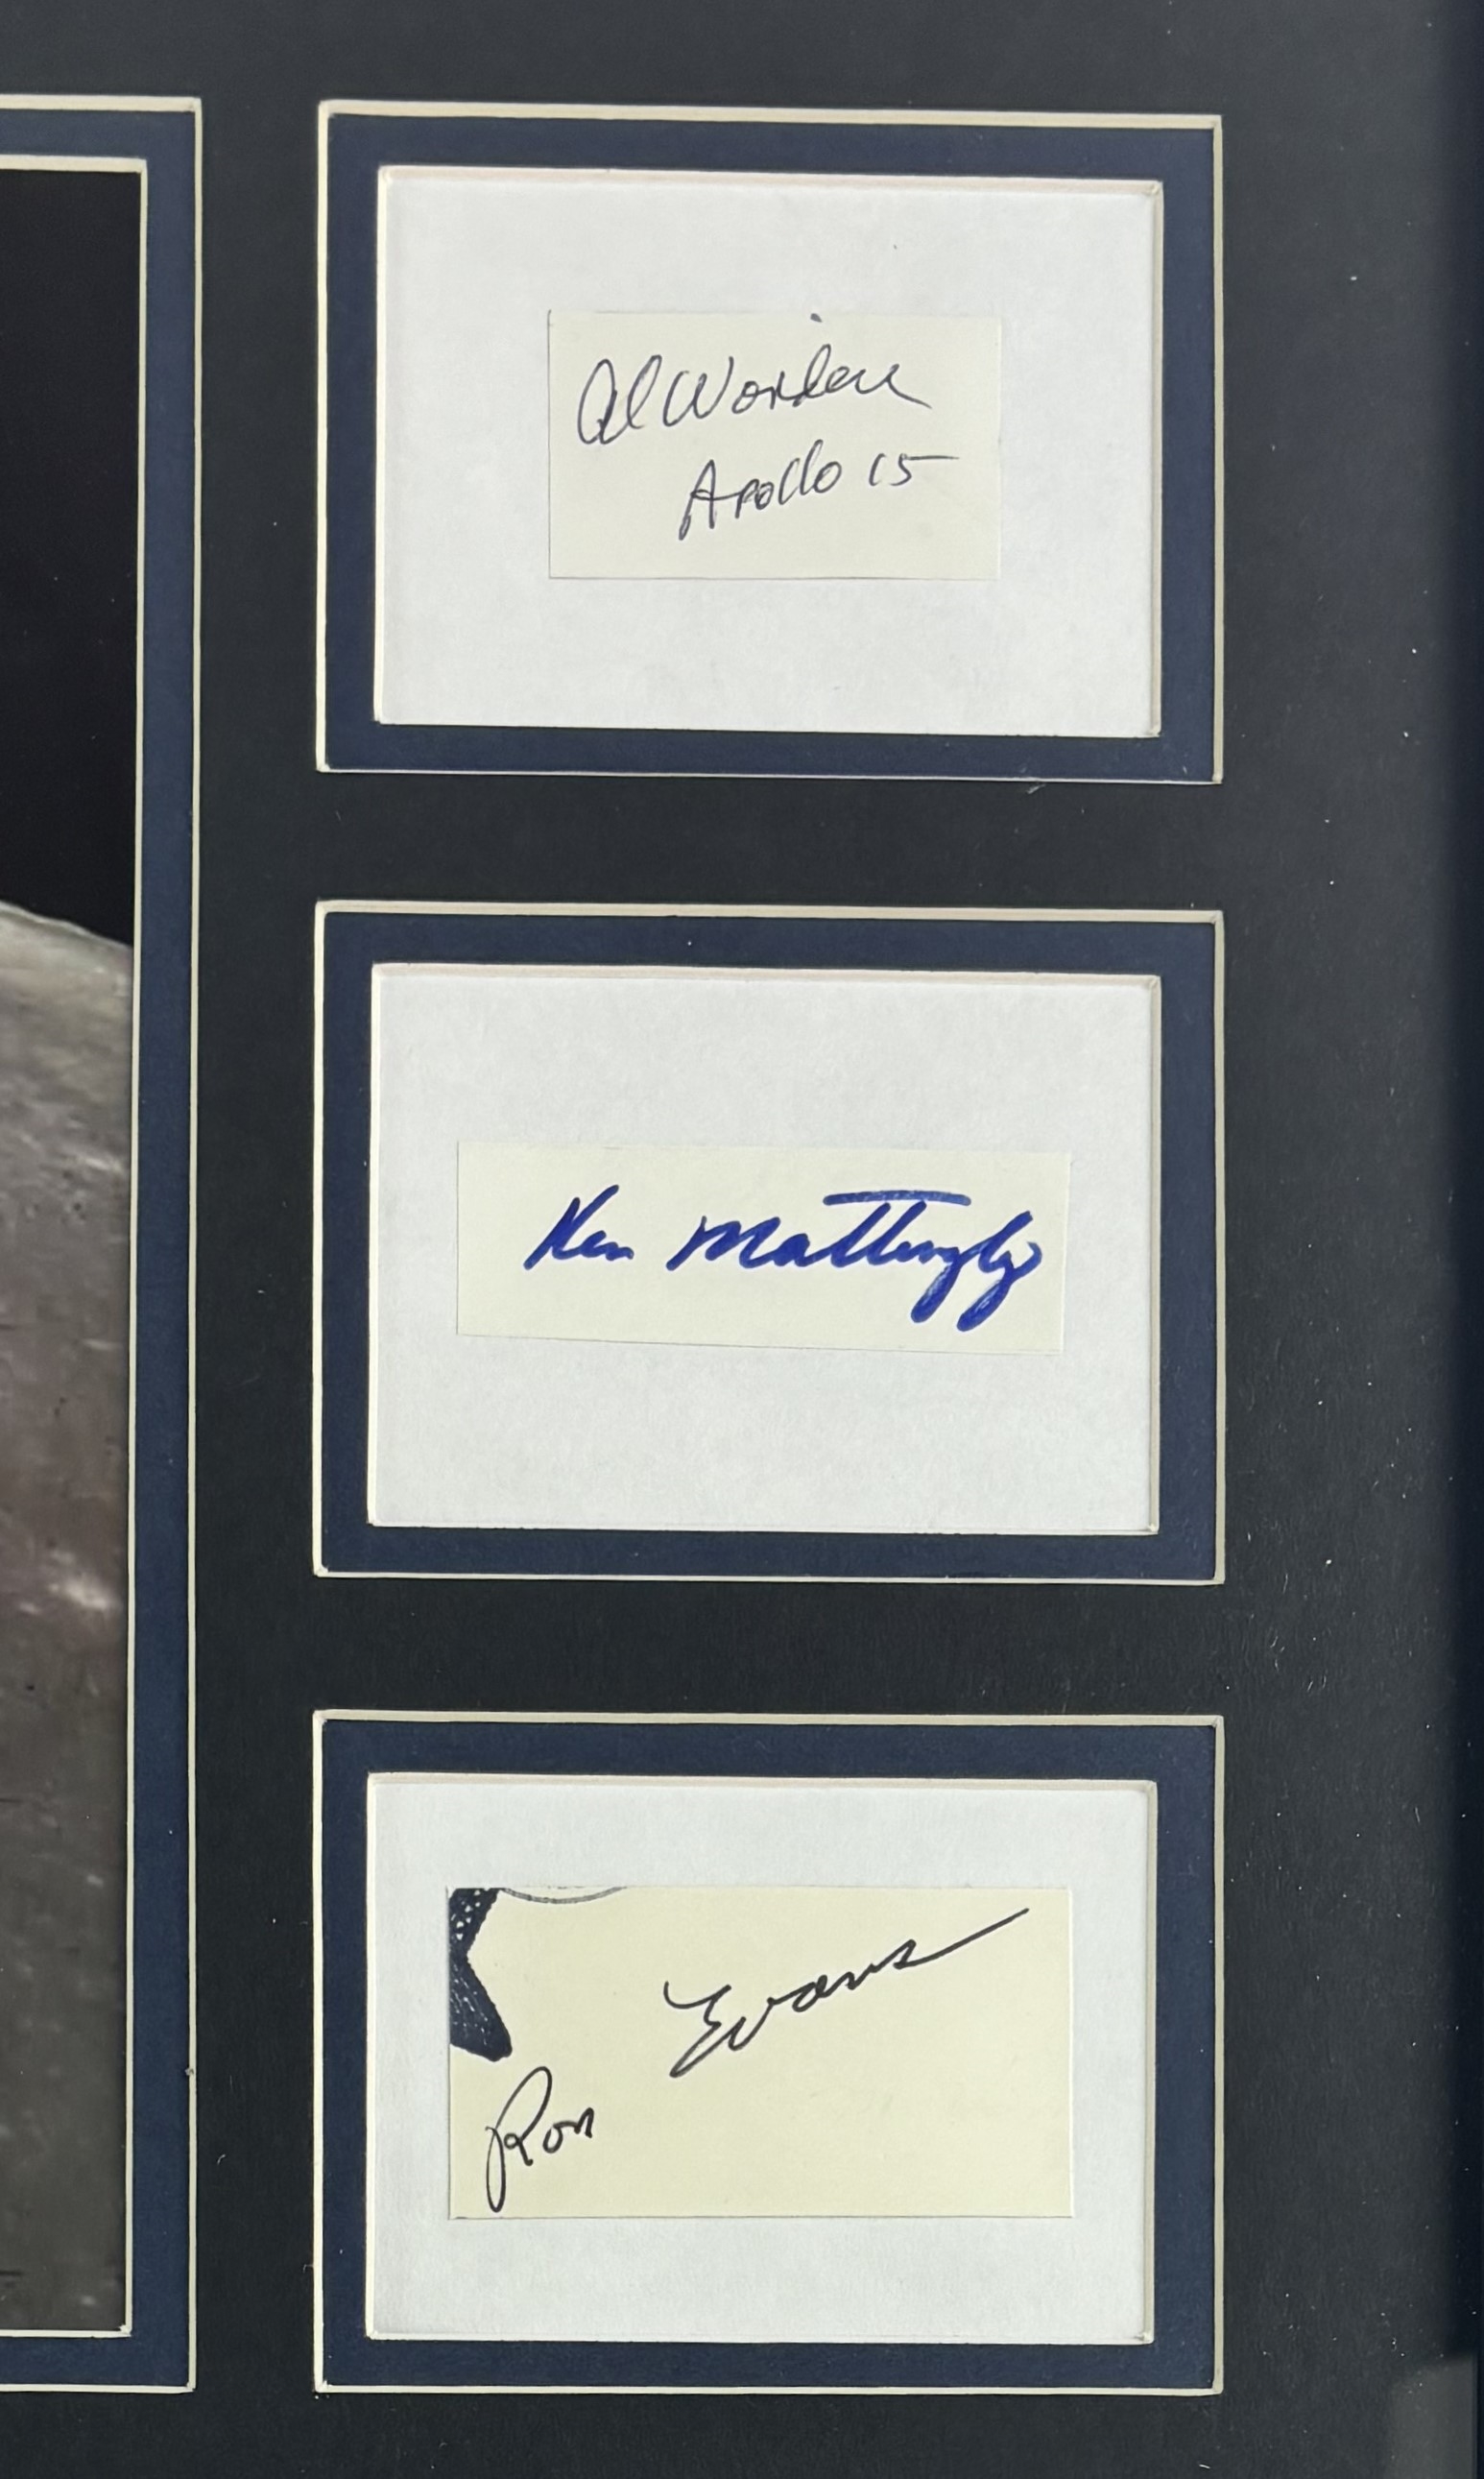 Al Worden
Apollo 15
Ken Mattingly
Ron Evans